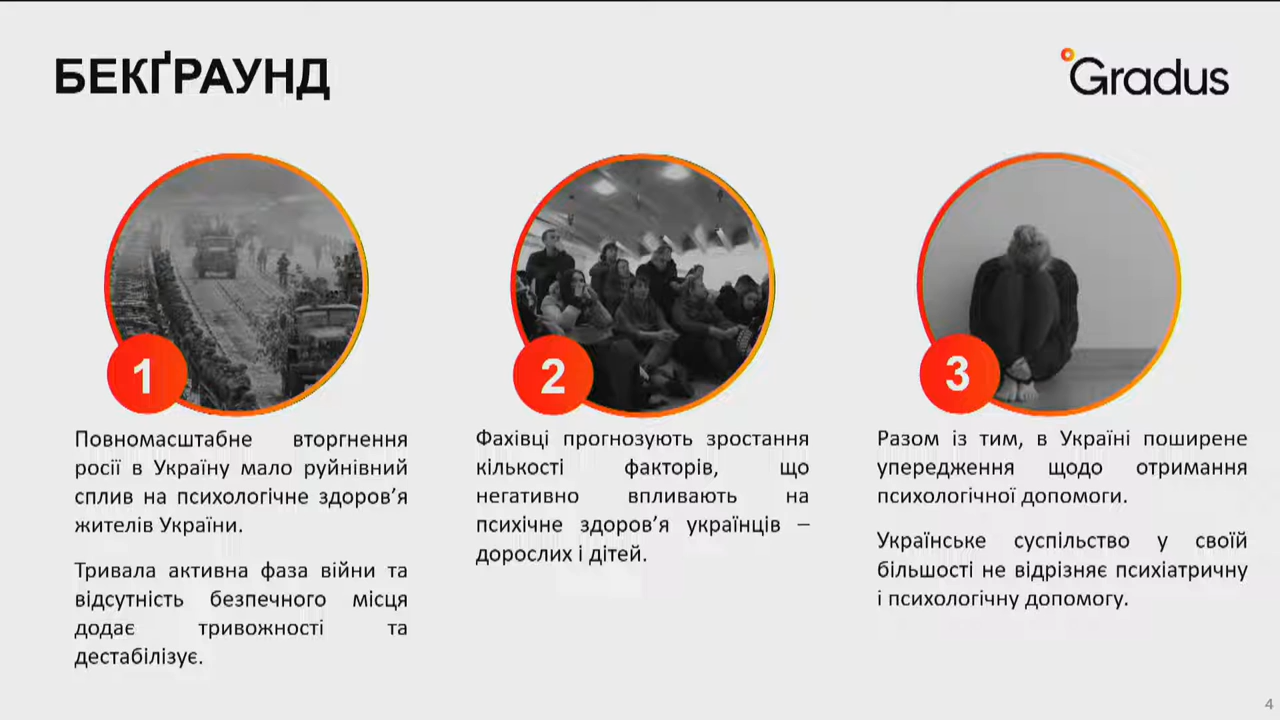 БЕКҐРАУНД
Gradus
1
Повномасштабне вторгнення
росії в Україну мало руйнівний
сплив на психологічне здоров’я
жителів України.
Тривала активна фаза війни та
відсутність безпечного місця
додає тривожності та
дестабілізує.
2
Фахівці прогнозують зростання
кількості факторів, що
негативно впливають на
психічне здоров’я українців –
дорослих і дітей.
3
Разом із тим, в Україні поширене
упередження щодо отримання
психологічної допомоги.
Українське суспільство у своїй
більшості не відрізняє психіатричну
і психологічну допомогу.
4